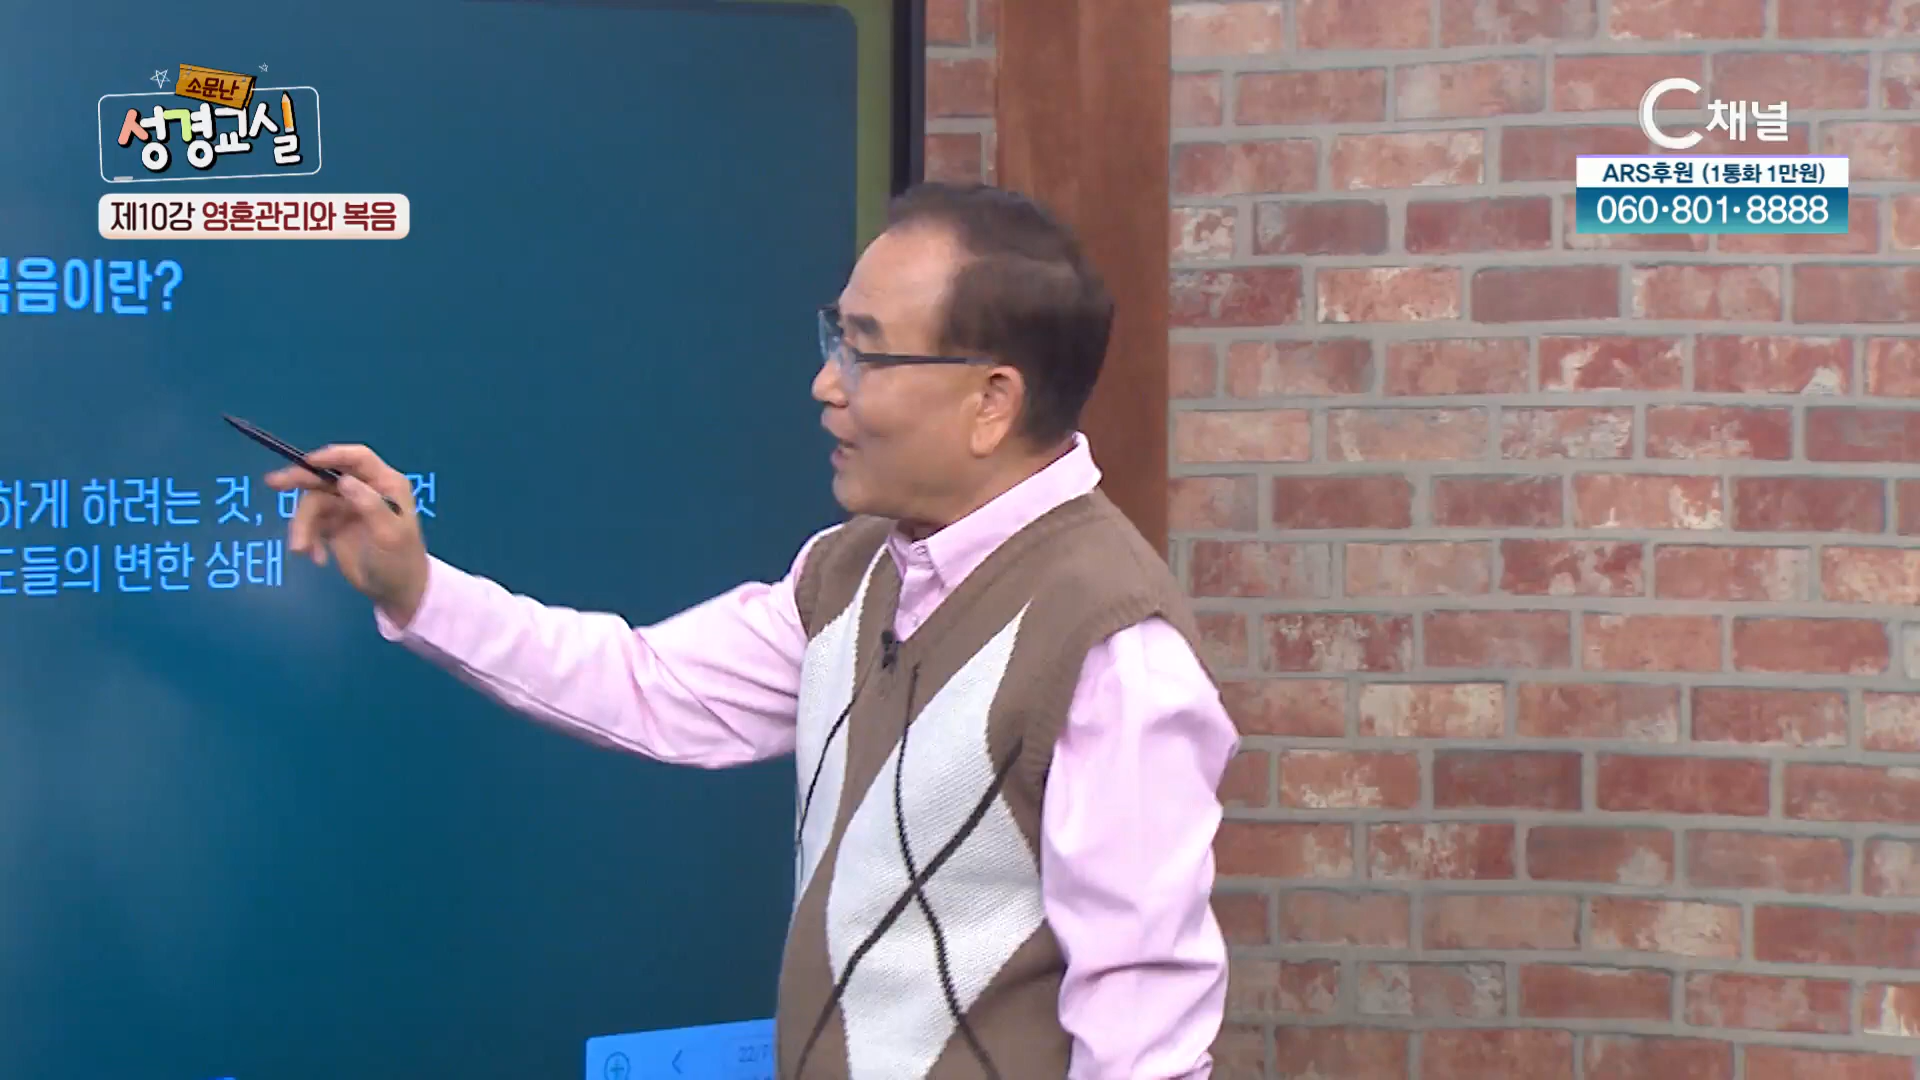 소문난
성경교실
제10강 영혼관리와 복음
C채널
ARS후원 (1통화 1만원)
060·801·8888
복음이란?
하게 하려는 것,
도들의 변한 상태